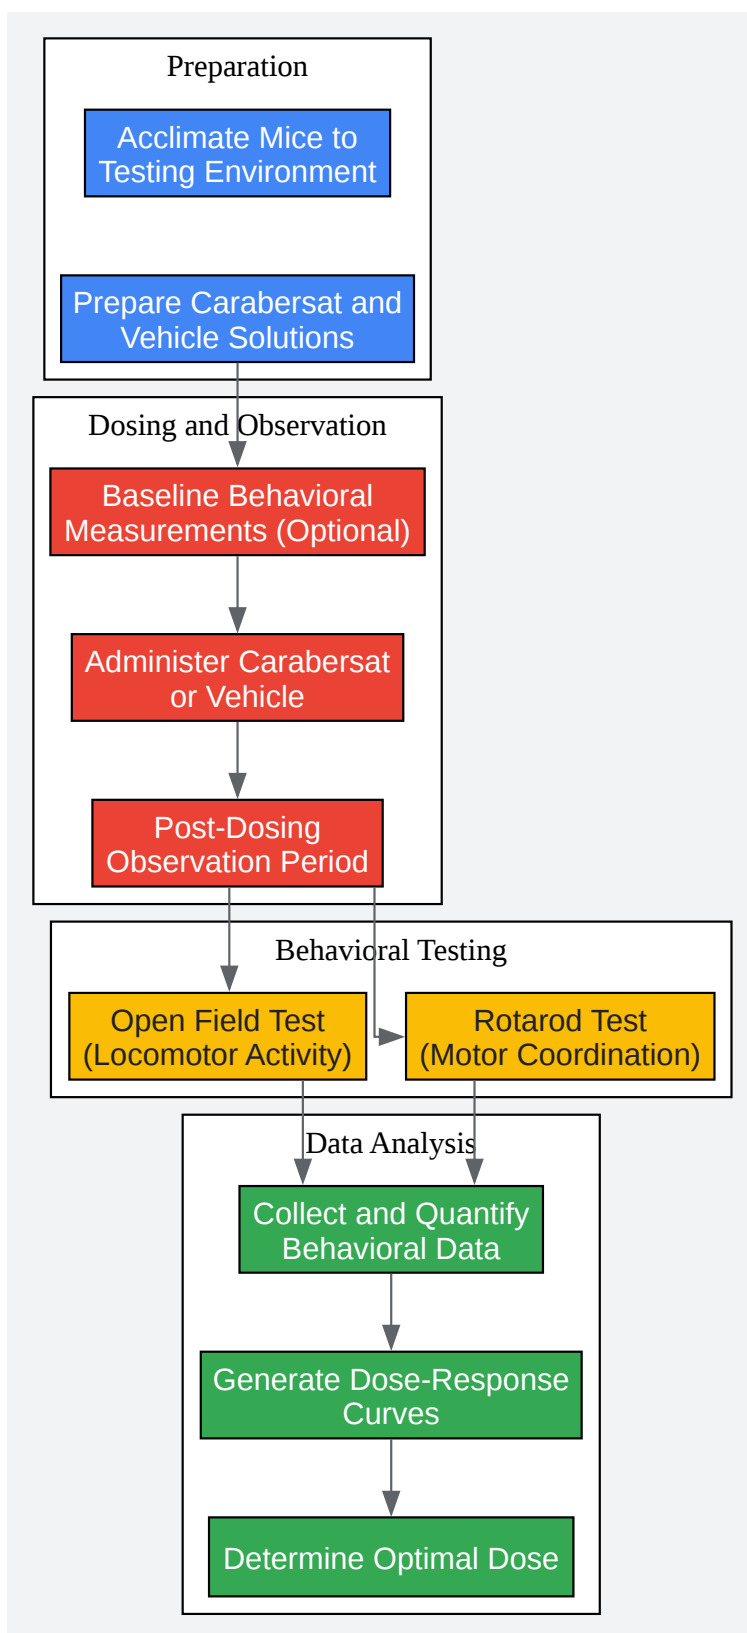 Preparation
Acclimate Mice to
Testing Environment
Prepare Carabersat and
Vehicle Solutions
Dosing and Observation
Baseline Behavioral
Measurements (Optional)
Administer Carabersat
or Vehicle
Post-Dosing
Observation Period
Behavioral Testing
Open Field Test
(Locomotor Activity)
Rotarod Test
(Motor Coordination)
Data Analysis
Collect and Quantify
Behavioral Data
Generate Dose-Response
Curves
Determine Optimal Dose